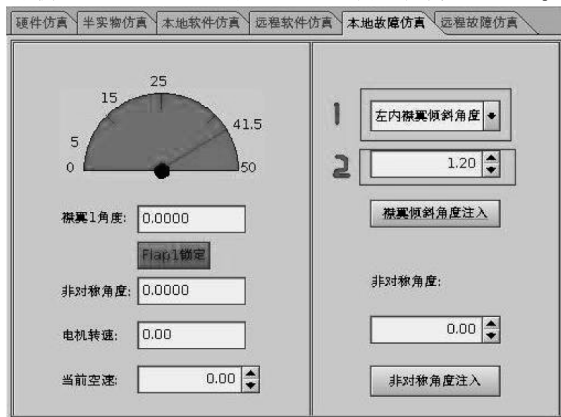 硬件仿真 半实物仿真 本地软件仿真 远程软件仿真 本地故障仿真 远程故障仿真
0 5 15 25 41.5 50
襟翼1角度: 0.0000
Flap1锁定
非对称角度: 0.0000
电机转速: 0.00
当前空速: 0.00
1 左内襟翼倾斜角度
2 1.20
襟翼倾斜角度注入
非对称角度:
0.00
非对称角度注入